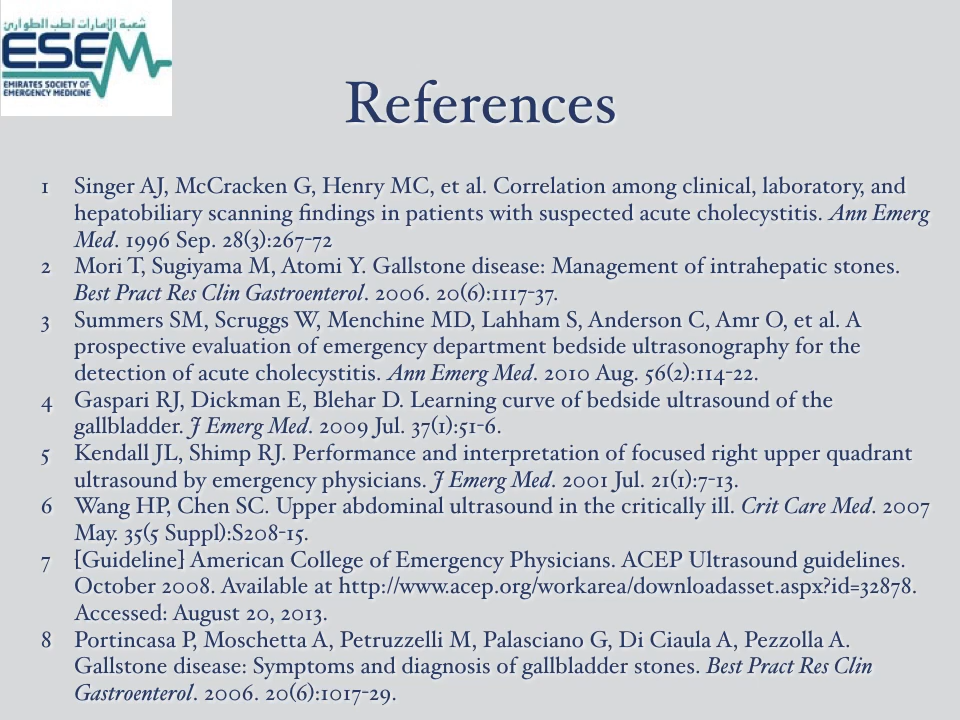 شعبة الإمارات لطب الطوارئ
ESEM
EMIRATES SOCIETY OF
EMERGENCY MEDICINE
References
1 Singer AJ, McCracken G, Henry MC, et al. Correlation among clinical, laboratory, and
hepatobiliary scanning findings in patients with suspected acute cholecystitis. Ann Emerg
Med. 1996 Sep. 28(3):267-72
2 Mori T, Sugiyama M, Atomi Y. Gallstone disease: Management of intrahepatic stones.
Best Pract Res Clin Gastroenterol. 2006. 20(6):1117-37.
3 Summers SM, Scruggs W, Menchine MD, Lahham S, Anderson C, Amr O, et al. A
prospective evaluation of emergency department bedside ultrasonography for the
detection of acute cholecystitis. Ann Emerg Med. 2010 Aug. 56(2):114-22.
4 Gaspari RJ, Dickman E, Blehar D. Learning curve of bedside ultrasound of the
gallbladder. J Emerg Med. 2009 Jul. 37(1):51-6.
5 Kendall JL, Shimp RJ. Performance and interpretation of focused right upper quadrant
ultrasound by emergency physicians. J Emerg Med. 2001 Jul. 21(1):7-13.
6 Wang HP, Chen SC. Upper abdominal ultrasound in the critically ill. Crit Care Med. 2007
May. 35(5 Suppl):S208-15.
7 [Guideline] American College of Emergency Physicians. ACEP Ultrasound guidelines.
October 2008. Available at http://www.acep.org/workarea/downloadasset.aspx?id=32878.
Accessed: August 20, 2013.
8 Portincasa P, Moschetta A, Petruzzelli M, Palasciano G, Di Ciaula A, Pezzolla A.
Gallstone disease: Symptoms and diagnosis of gallbladder stones. Best Pract Res Clin
Gastroenterol. 2006. 20(6):1017-29.